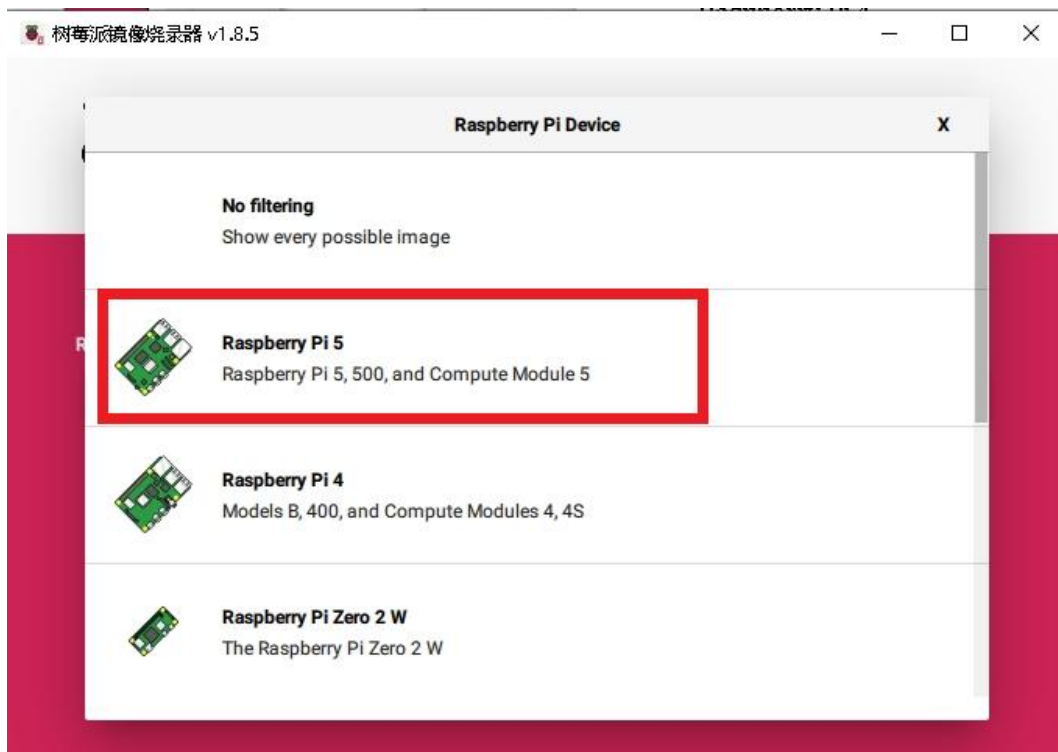 树莓派镜像烧录器 v1.8.5
Raspberry Pi Device
X
No filtering
Show every possible image
R
Raspberry Pi 5
Raspberry Pi 5, 500, and Compute Module 5
Raspberry Pi 4
Models B, 400, and Compute Modules 4, 4S
Raspberry Pi Zero 2 W
The Raspberry Pi Zero 2 W